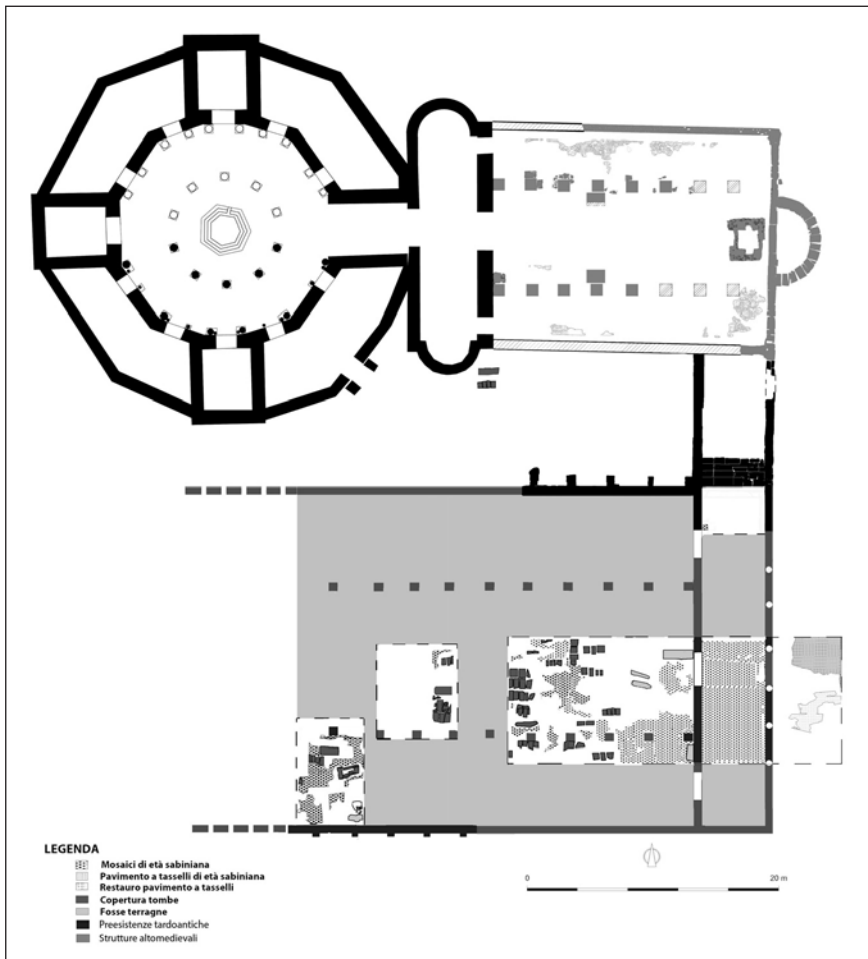 LEGENDA
Mosaici di età sabiniana
Pavimento a tasselli di età sabiniana
Restauro pavimento a tasselli
Copertura tombe
Fosse terragne
Preesistenze tardoantiche
Strutture altomedievali
0 20 m